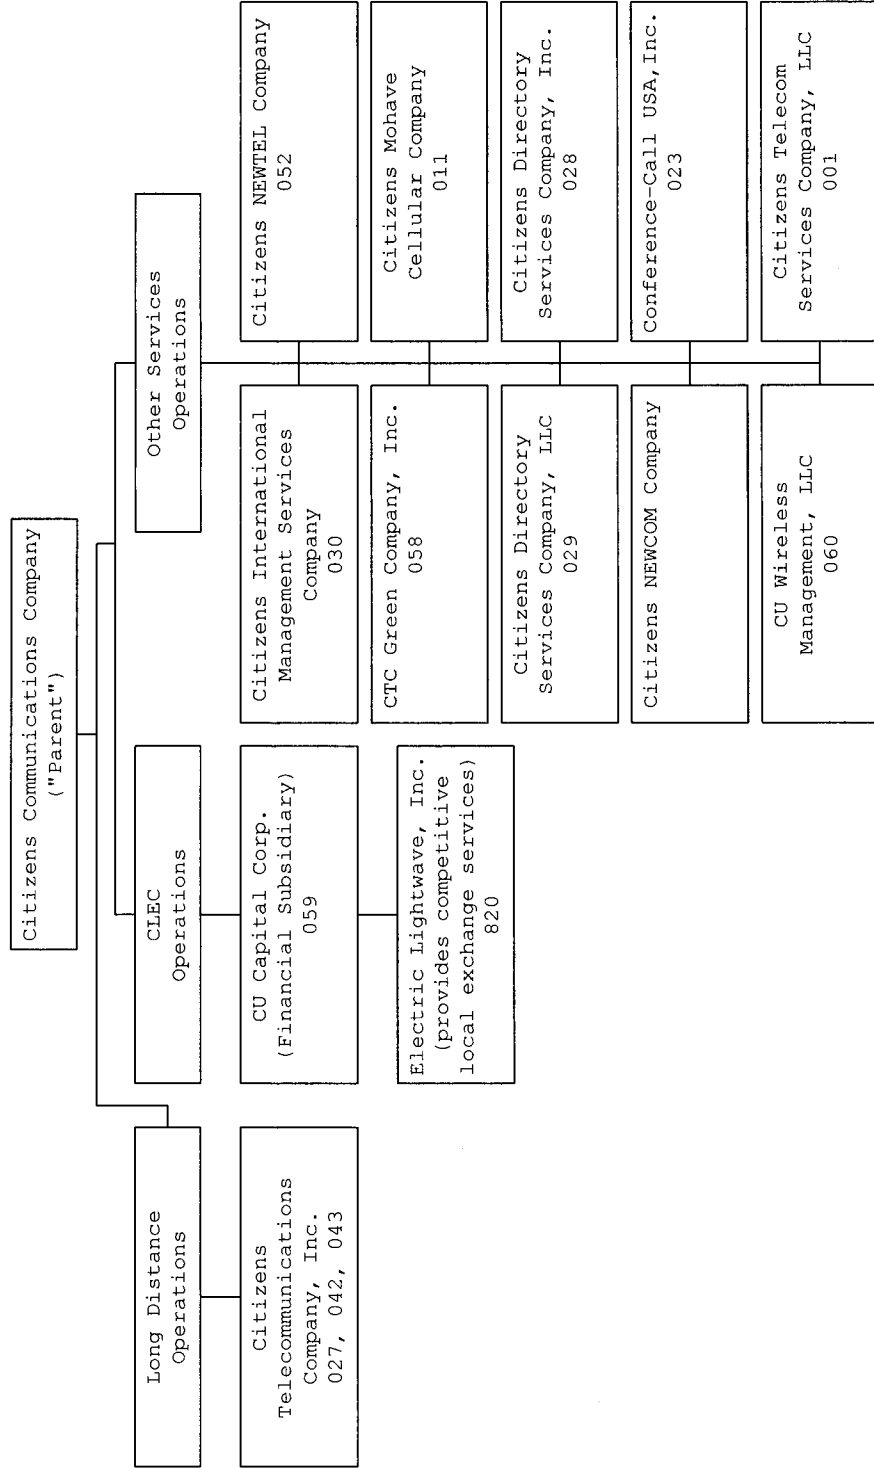 Citizens Communications Company
("Parent")
Long Distance
Operations
CLEC
Operations
Other Services
Operations
Citizens
Telecommunications
Company, Inc.
027, 042, 043
CU Capital Corp.
(Financial Subsidiary)
059
Electric Lightwave, Inc.
(provides competitive
local exchange services)
820
Citizens International
Management Services
Company
030
Citizens NEWTEL Company
052
CTC Green Company, Inc.
058
Citizens Mohave
Cellular Company
011
Citizens Directory
Services Company, LLC
029
Citizens Directory
Services Company, Inc.
028
Citizens NEWCOM Company
Conference-Call USA,Inc.
023
CU Wireless
Management, LLC
060
Citizens Telecom
Services Company, LLC
001